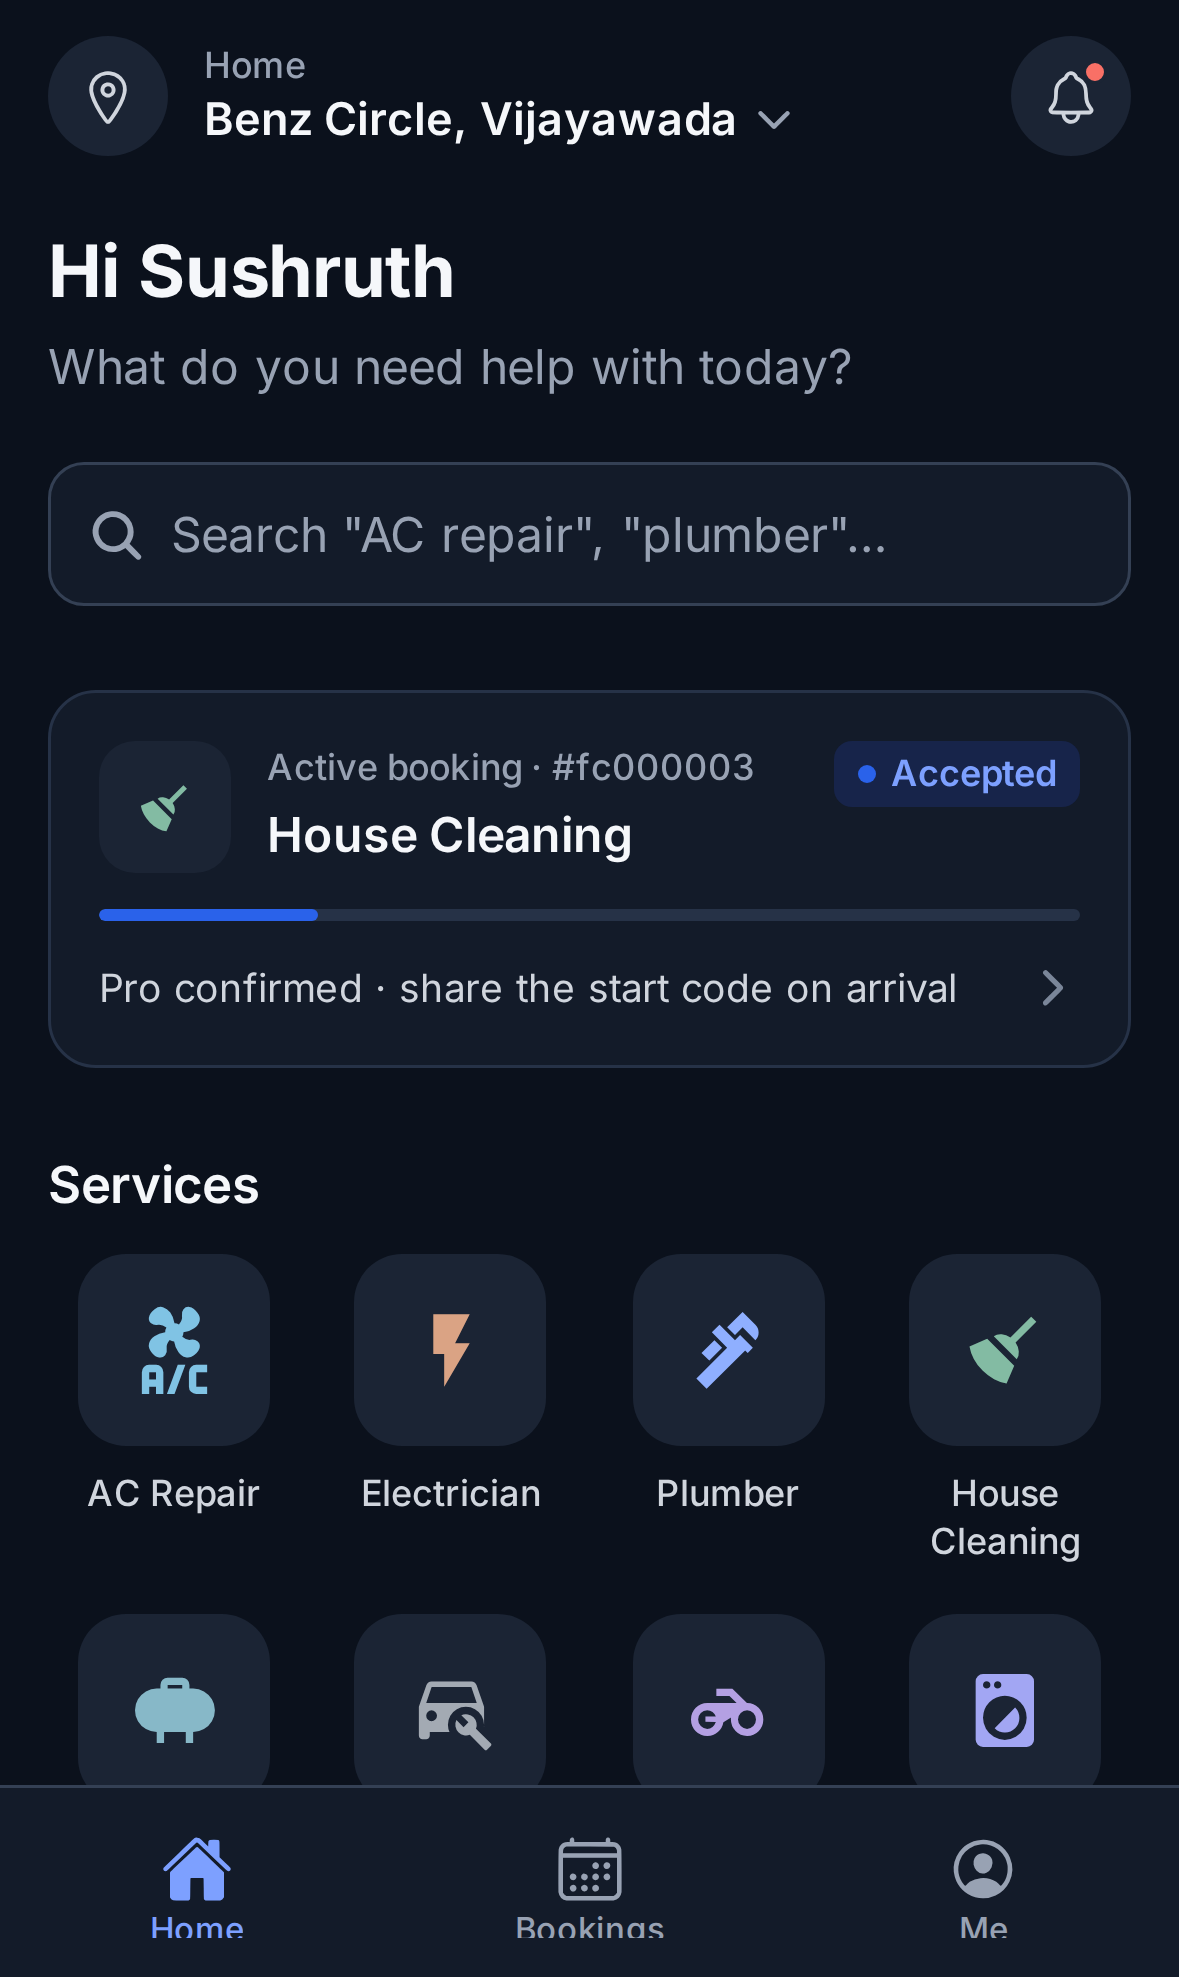 Home
Benz Circle, Vijayawada
Hi Sushruth
What do you need help with today?
Search "AC repair", "plumber"...
Active booking · #fc000003
Accepted
House Cleaning
Pro confirmed · share the start code on arrival
Services
A/C
AC Repair
Electrician
Plumber
House
Cleaning
Home
Bookings
Me